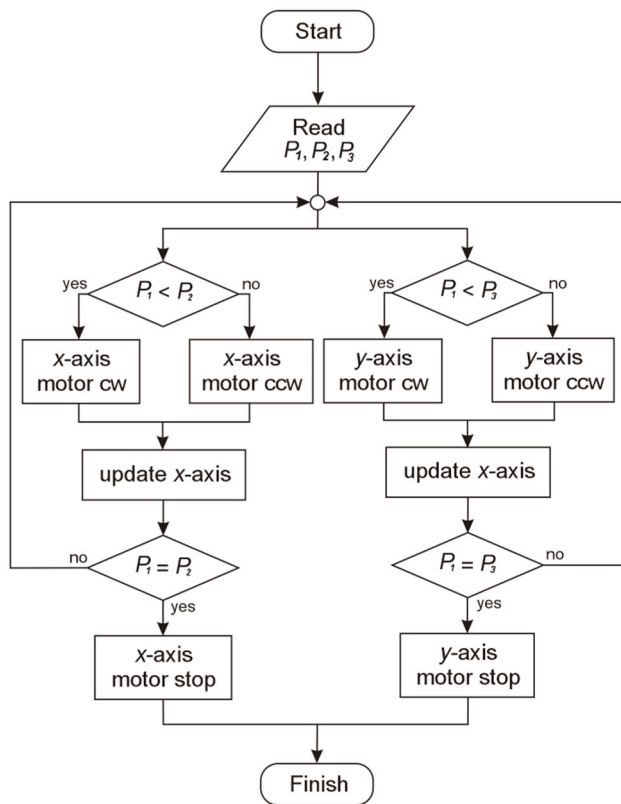 Start
Read
P₁, P₂, P₃
P₁ < P₂
yes
no
P₁ < P₃
yes
no
x-axis
motor cw
x-axis
motor ccw
y-axis
motor cw
y-axis
motor ccw
update x-axis
update x-axis
P₁ = P₂
no
yes
P₁ = P₃
no
yes
x-axis
motor stop
y-axis
motor stop
Finish